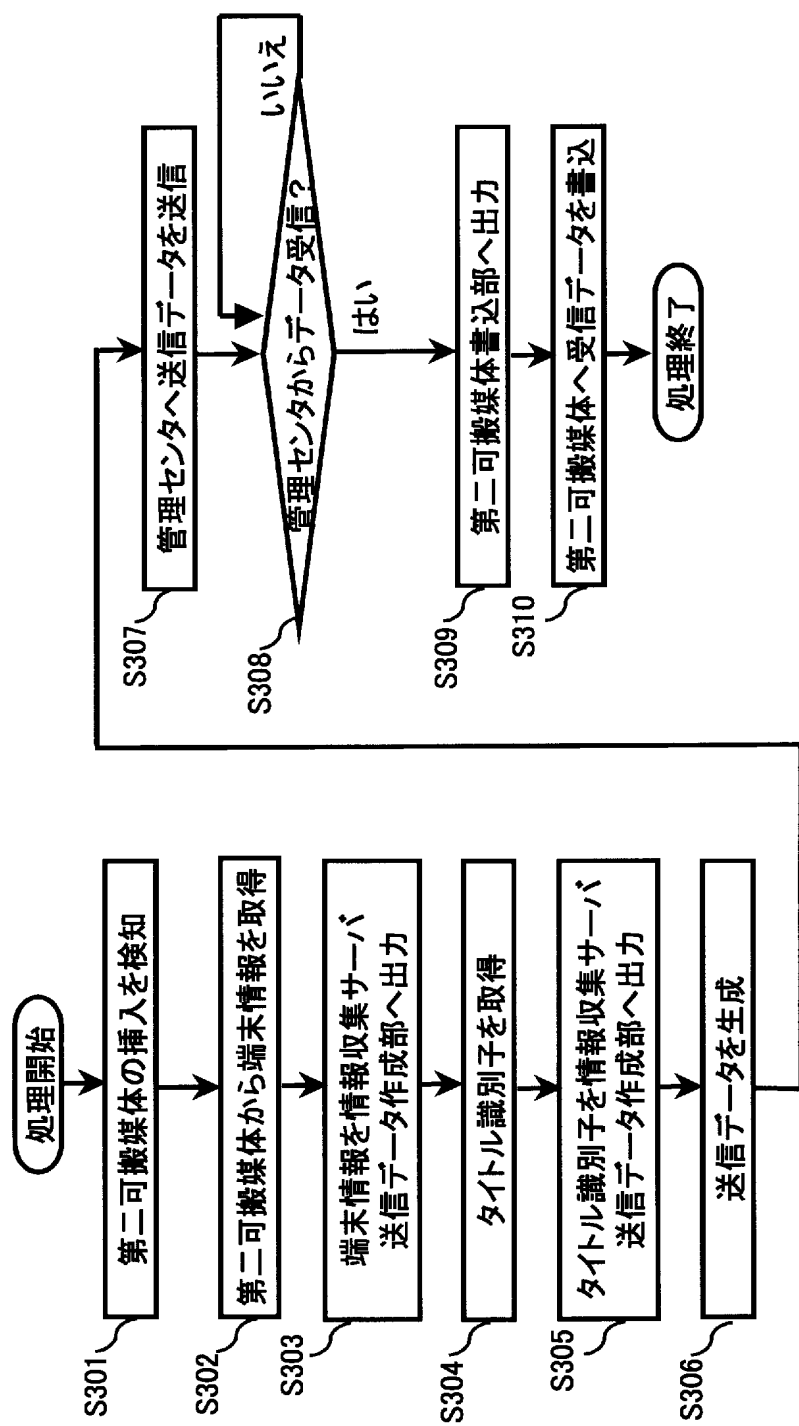 処理開始
S301
第二可搬媒体の挿入を検知
S302
第二可搬媒体から端末情報を取得
S303
端末情報を情報収集サーバ
送信データ作成部へ出力
S304
タイトル識別子を取得
S305
タイトル識別子を情報収集サーバ
送信データ作成部へ出力
S306
送信データを生成
S307
管理センタへ送信データを送信
S308
管理センタからデータ受信？
いいえ
はい
S309
第二可搬媒体書込部へ出力
S310
第二可搬媒体へ受信データを書込
処理終了